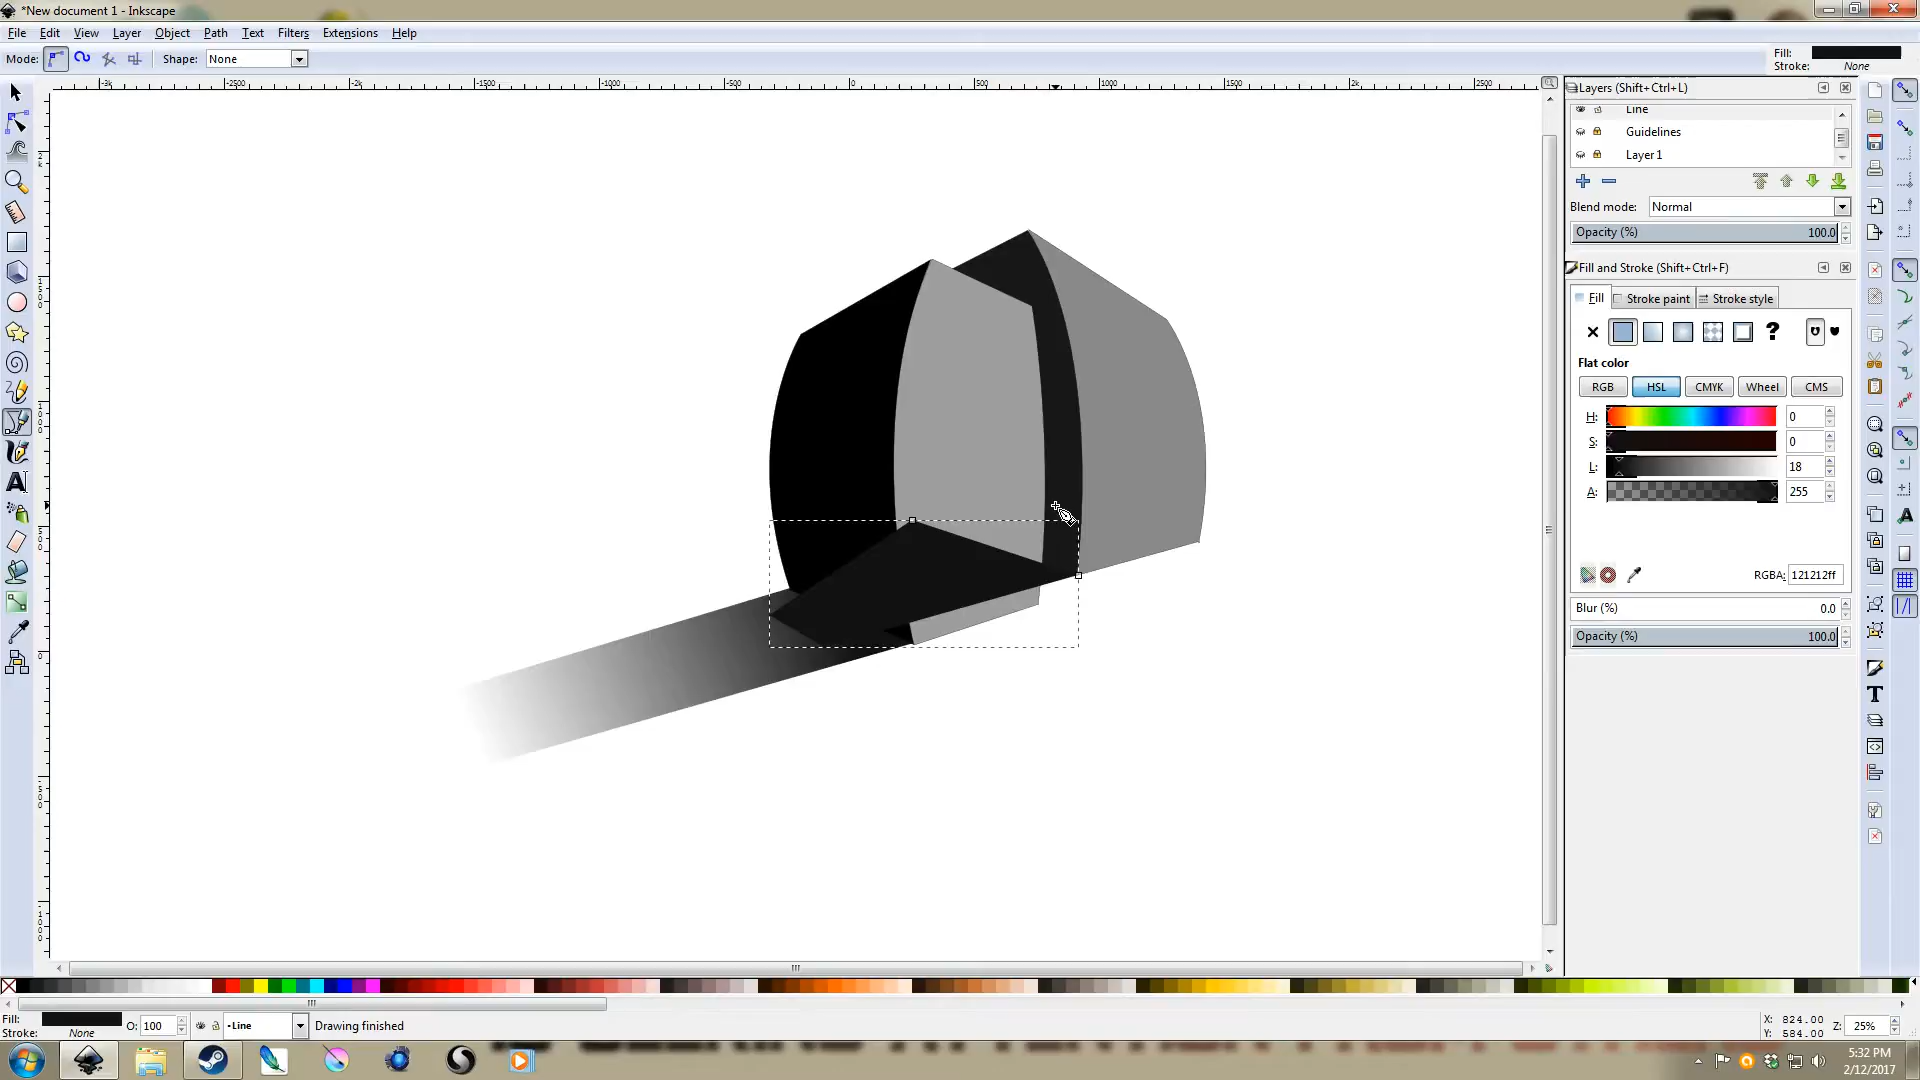 *New document 1 - Inkscape
File Edit View Layer Object Path Text Filters Extensions Help
Mode: Shape: None
Fill:
Stroke: None
Layers (Shift+Ctrl+L)
Line
Guidelines
Layer 1
Blend mode: Normal
Opacity (%) 100.0
Fill and Stroke (Shift+Ctrl+F)
Fill Stroke paint Stroke style
Flat color
RGB HSL CMYK Wheel CMS
H: 0
S: 0
L: 18
A: 255
RGBA: 121212ff
Blur (%) 0.0
Opacity (%) 100.0
Fill:
Stroke: None
O: 100 •Line Drawing finished
X: 824.00
Y: 584.00
Z: 25%
5:32 PM
2/12/2017